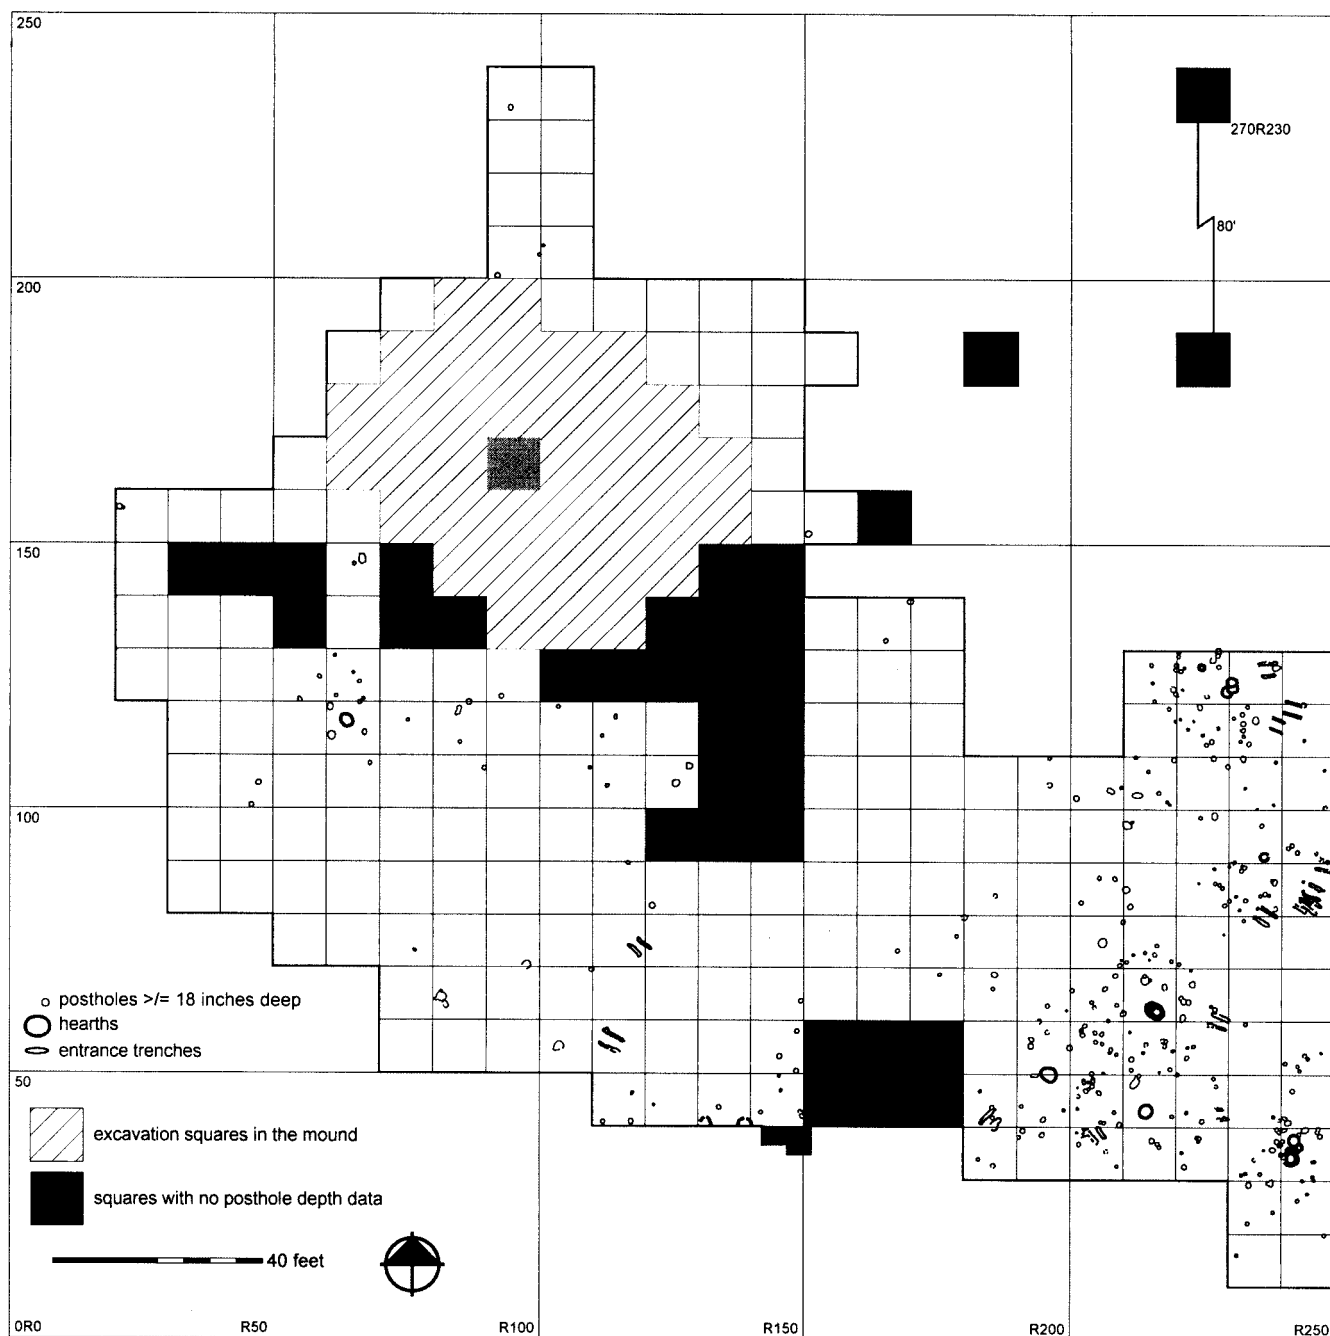 250
270R230
80'
200
150
100
postholes >/= 18 inches deep
hearths
entrance trenches
50
excavation squares in the mound
squares with no posthole depth data
40 feet
0R0 R50 R100 R150 R200 R250